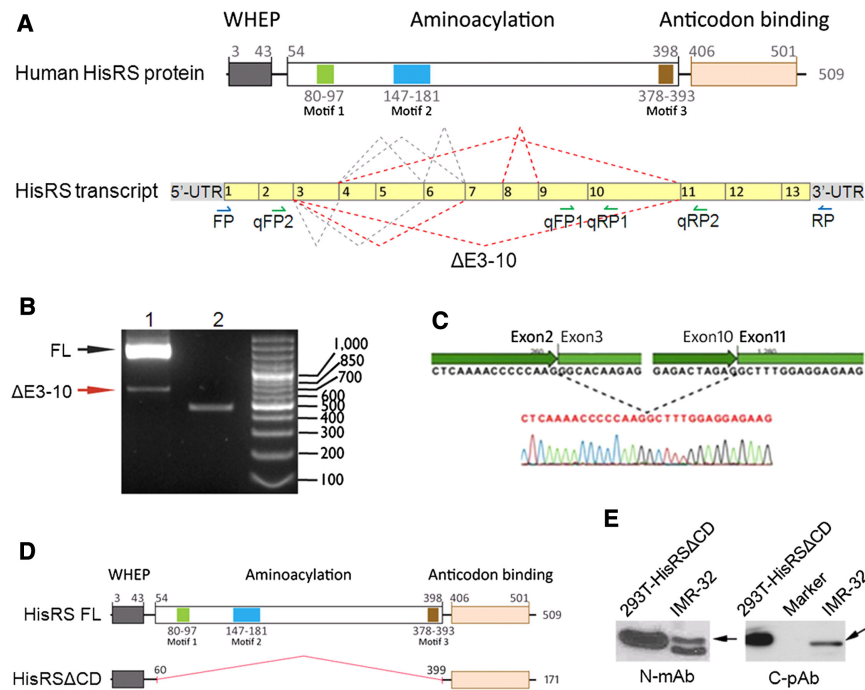 A
WHEP Aminoacylation Anticodon binding
3 43 54 398 406 501
Human HisRS protein 509
80-97 147-181 378-393
Motif 1 Motif 2 Motif 3
HisRS transcript 5'-UTR 1 2 3 4 5 6 7 8 9 10 11 12 13 3'-UTR
FP qFP2 qFP1 qRP1 qRP2 RP
ΔE3-10
B
1 2
FL
ΔE3-10
1,000
850
700
600
500
400
300
200
100
C
Exon2 Exon3 Exon10 Exon11
260 1,280
CTCAAAACCCCCAAGGGCACAAGAG GAGACTAGAGGCTTTGGAGGAGAAG
CTCAAAACCCCCAAGGCTTTGGAGGAGAAG
D
WHEP Aminoacylation Anticodon binding
3 43 54 398 406 501
HisRS FL 509
80-97 147-181 378-393
Motif 1 Motif 2 Motif 3
60 399
HisRSΔCD 171
E
293T-HisRSΔCD IMR-32 293T-HisRSΔCD Marker IMR-32
N-mAb C-pAb